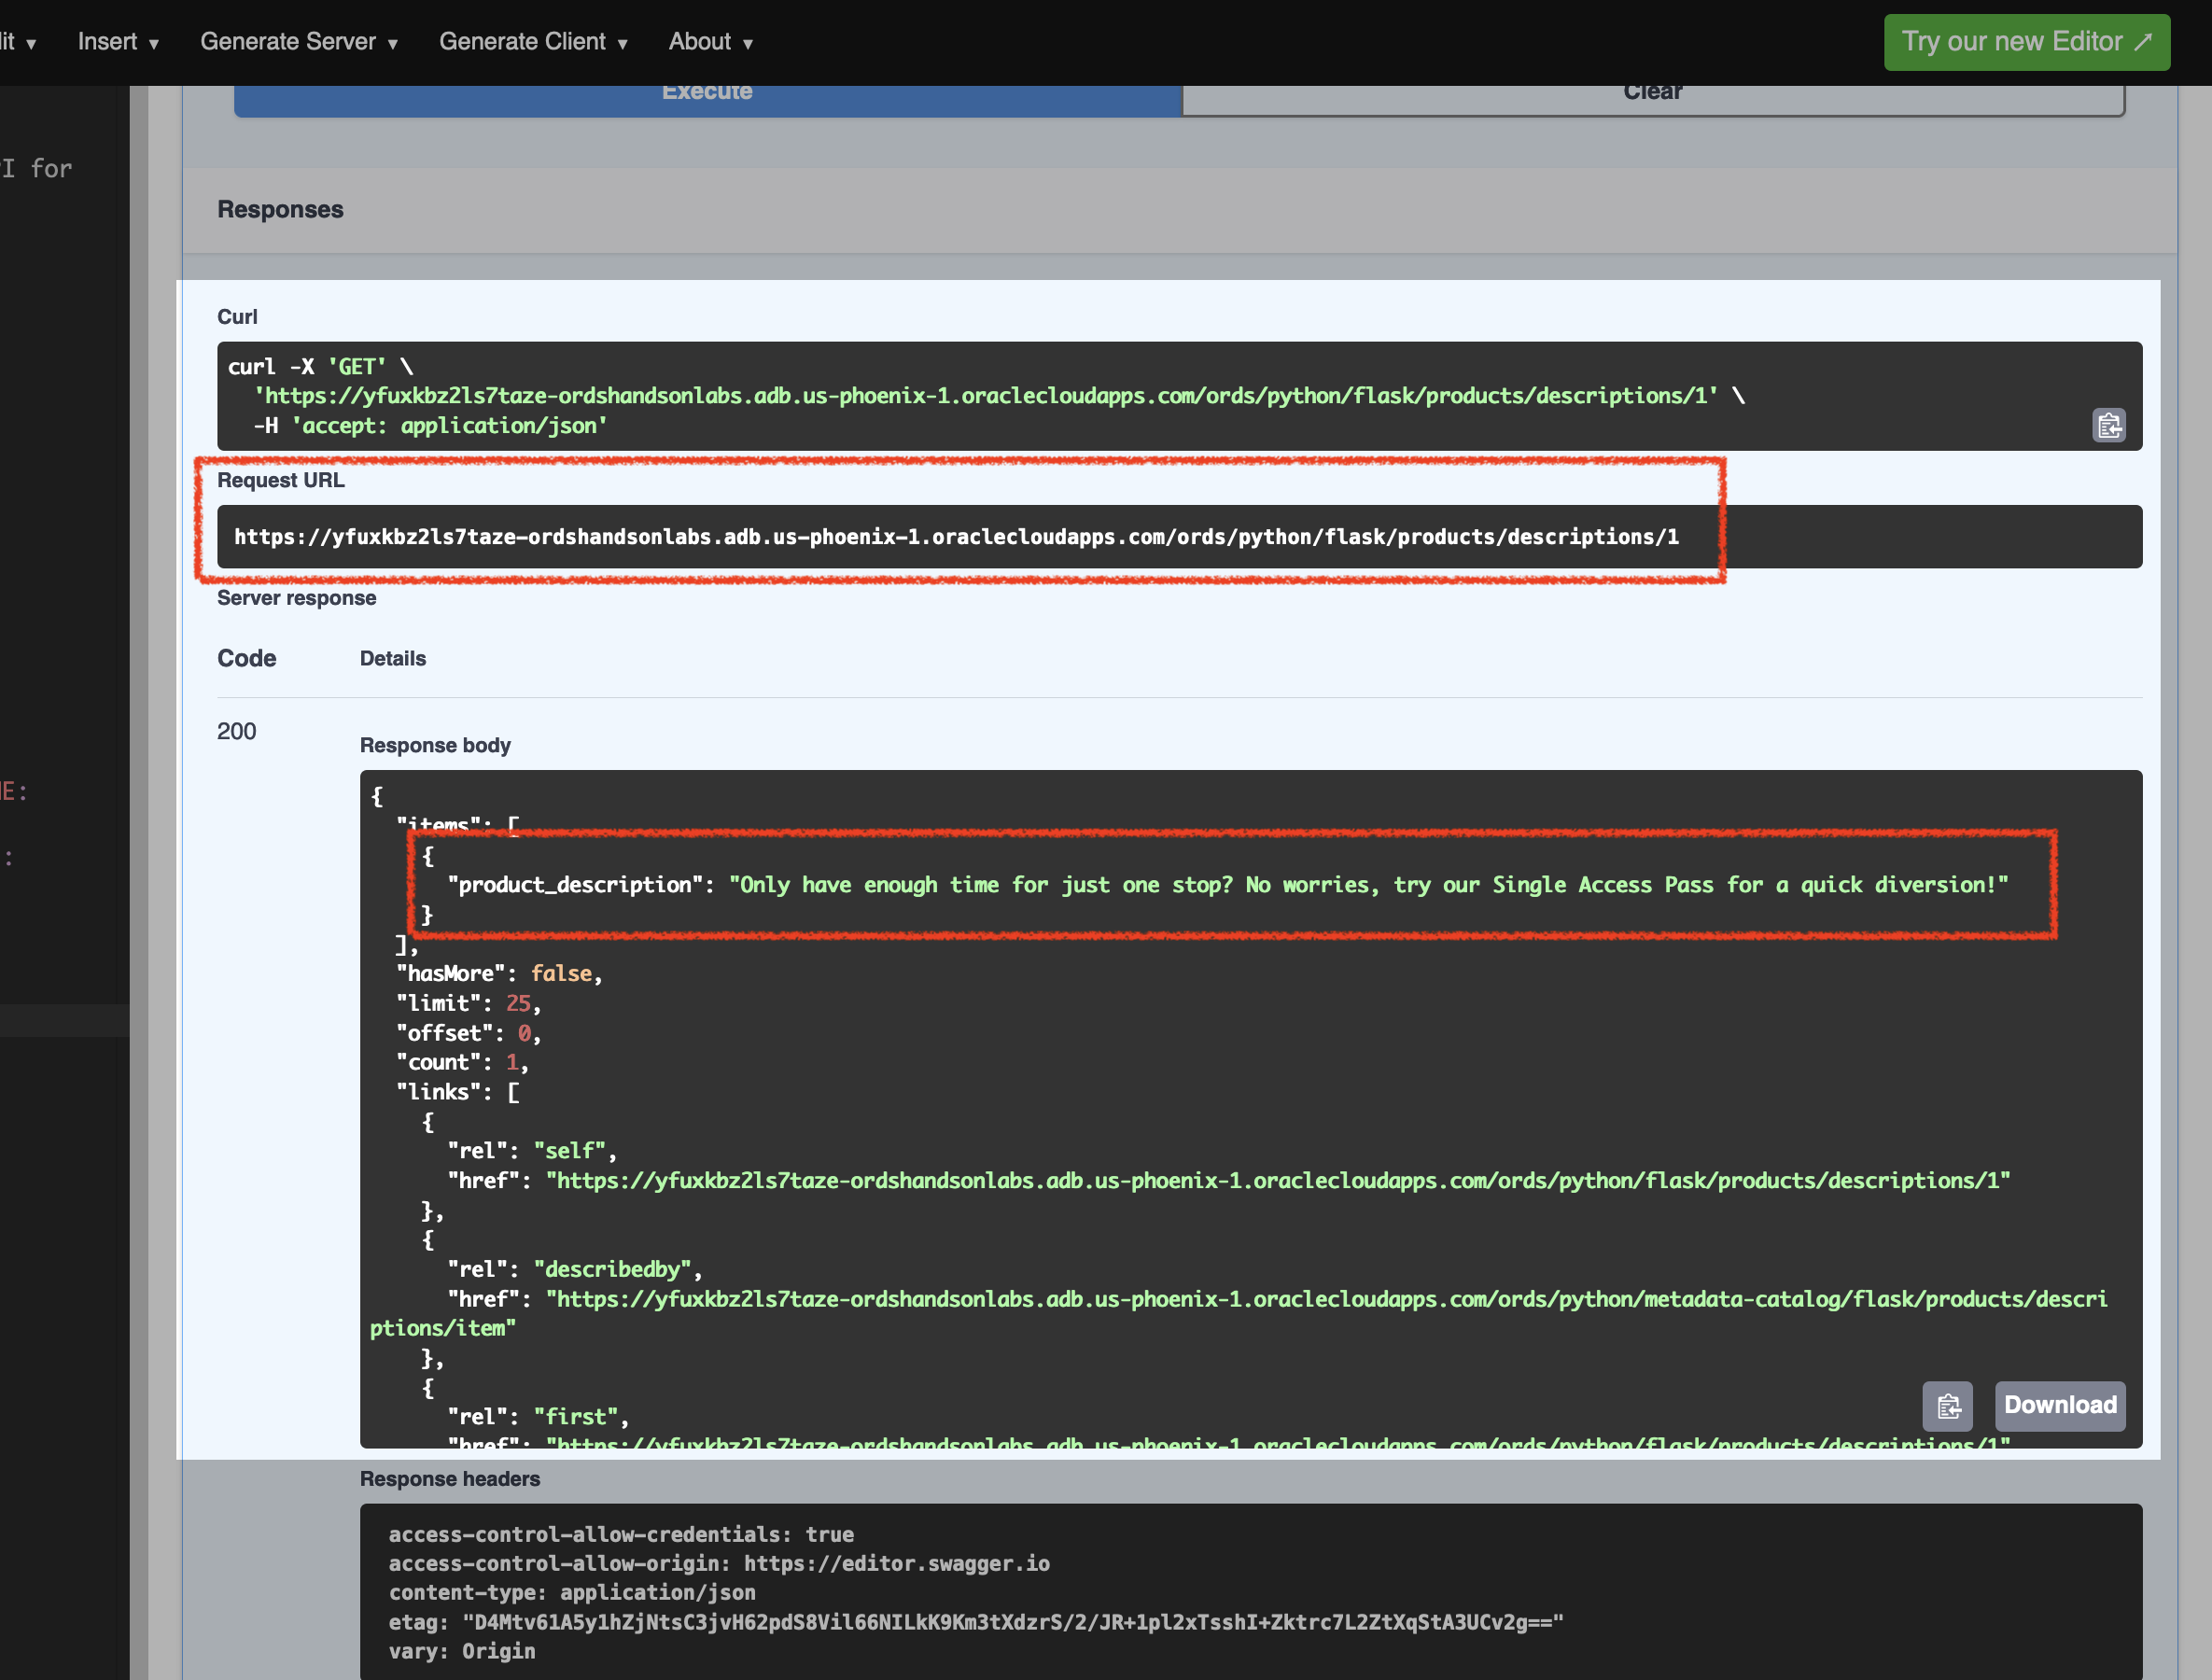 it ▾ Insert ▾ Generate Server ▾ Generate Client ▾ About ▾ Try our new Editor ↗
Execute Clear
I for
Responses
Curl
curl -X 'GET' \
'https://yfuxkbz2ls7taze-ordshandsonlabs.adb.us-phoenix-1.oraclecloudapps.com/ords/python/flask/products/descriptions/1' \
-H 'accept: application/json'
Request URL
https://yfuxkbz2ls7taze-ordshandsonlabs.adb.us-phoenix-1.oraclecloudapps.com/ords/python/flask/products/descriptions/1
Server response
Code Details
200
Response body
{
"items": [
E:
{
:
"product_description": "Only have enough time for just one stop? No worries, try our Single Access Pass for a quick diversion!"
}
],
"hasMore": false,
"limit": 25,
"offset": 0,
"count": 1,
"links": [
{
"rel": "self",
"href": "https://yfuxkbz2ls7taze-ordshandsonlabs.adb.us-phoenix-1.oraclecloudapps.com/ords/python/flask/products/descriptions/1"
},
{
"rel": "describedby",
"href": "https://yfuxkbz2ls7taze-ordshandsonlabs.adb.us-phoenix-1.oraclecloudapps.com/ords/python/metadata-catalog/flask/products/descri
ptions/item"
},
{
"rel": "first",
"href": "https://yfuxkbz2ls7taze-ordshandsonlabs.adb.us-phoenix-1.oraclecloudapps.com/ords/python/flask/products/descriptions/1"
Download
Response headers
access-control-allow-credentials: true
access-control-allow-origin: https://editor.swagger.io
content-type: application/json
etag: "D4Mtv61A5y1hZjNtsC3jvH62pdS8Vil66NILkK9Km3tXdzrS/2/JR+1pl2xTsshI+Zktrc7L2ZtXqStA3UCv2g=="
vary: Origin